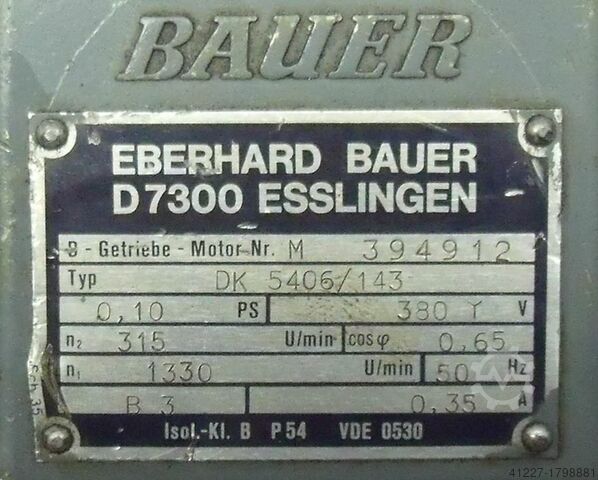 BAUER
EBERHARD BAUER
D7300 ESSLINGEN
B - Getriebe - Motor Nr. M 394912
Typ DK 5406/143
0,10 PS 380 Y V
n₂ 315 U/min cos φ 0,65
n₁ 1330 U/min 50 Hz
B 3 0,35 A
Isol.-Kl. B P54 VDE 0530
Sch.35
41227-1798881